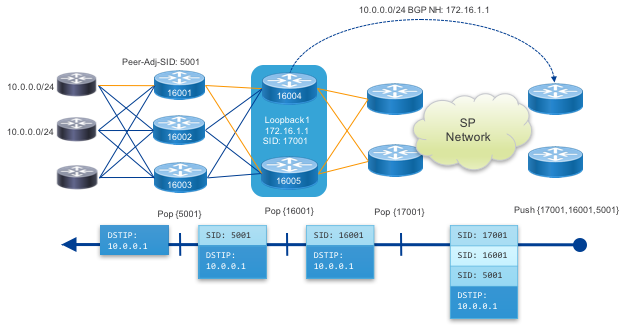 10.0.0.0/24 BGP NH: 172.16.1.1
Peer-Adj-SID: 5001
10.0.0.0/24
16001
16004
10.0.0.0/24
16002
Loopback1
172.16.1.1
SID: 17001
SP
Network
16003
16005
Pop {5001}
Pop {16001}
Pop {17001}
Push {17001,16001,5001}
DSTIP:
10.0.0.1
SID: 5001
DSTIP:
10.0.0.1
SID: 16001
DSTIP:
10.0.0.1
SID: 17001
SID: 16001
SID: 5001
DSTIP:
10.0.0.1